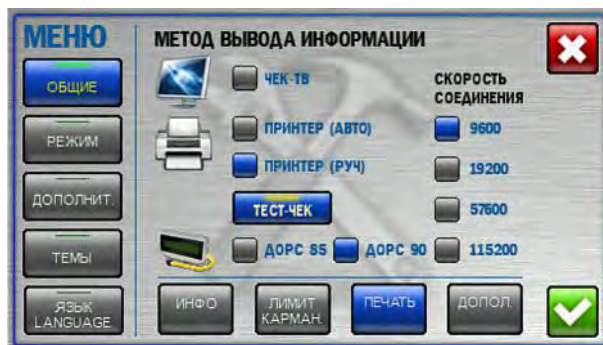 МЕНЮ
ОБЩИЕ
РЕЖИМ
ДОПОЛНИТ.
ТЕМЫ
ЯЗЫК
LANGUAGE
МЕТОД ВЫВОДА ИНФОРМАЦИИ
ЧЕК-ТВ
ПРИНТЕР (АВТО)
ПРИНТЕР (РУЧ)
ТЕСТ-ЧЕК
ДОРС 85 ДОРС 90
СКОРОСТЬ
СОЕДИНЕНИЯ
9600
19200
57600
115200
ИНФО
ЛИМИТ
КАРМАН.
ПЕЧАТЬ
ДОПОЛ.